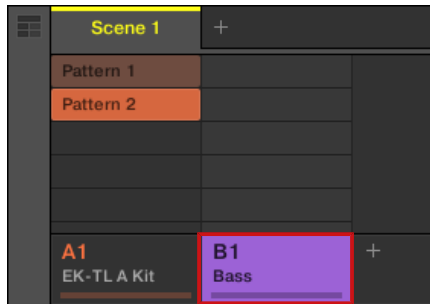 Scene 1 +
Pattern 1
Pattern 2
A1 B1 +
EK-TL A Kit Bass